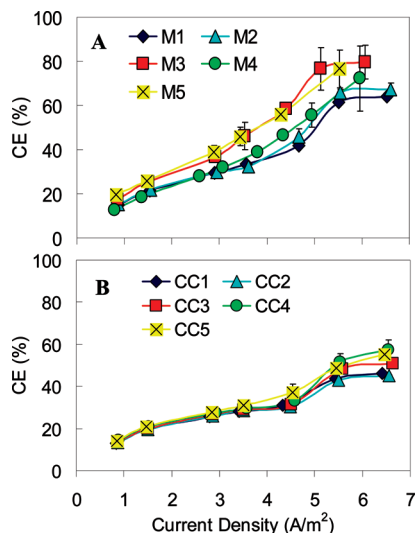 100
A
M1 M2
80
M3 M4
M5
60
CE (%)
40
20
0
100
B
CC1 CC2
80
CC3 CC4
CC5
60
CE (%)
40
20
0
0 1 2 3 4 5 6 7
Current Density (A/m²)